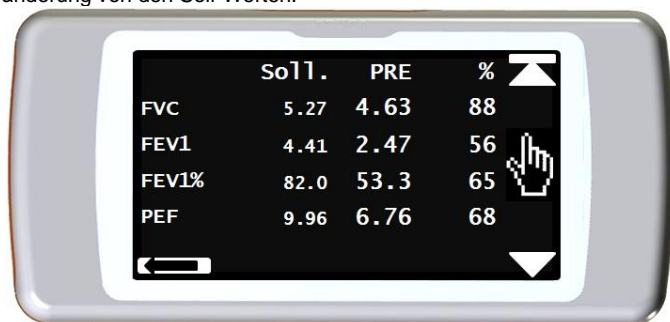 änderung von den Soll-Werten.
Soll. PRE %
FVC 5.27 4.63 88
FEV1 4.41 2.47 56
FEV1% 82.0 53.3 65
PEF 9.96 6.76 68